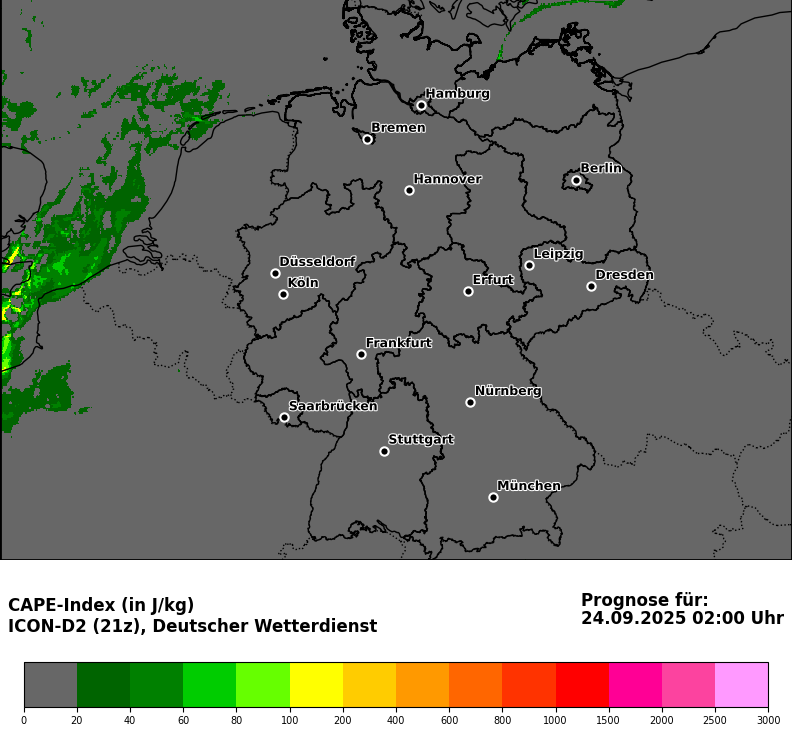 Hamburg
Bremen
Berlin
Hannover
Leipzig
Düsseldorf
Dresden
Erfurt
Köln
Frankfurt
Nürnberg
Saarbrücken
Stuttgart
München
CAPE-Index (in J/kg)
ICON-D2 (21z), Deutscher Wetterdienst
Prognose für:
24.09.2025 02:00 Uhr
0 20 40 60 80 100 200 400 600 800 1000 1500 2000 2500 3000